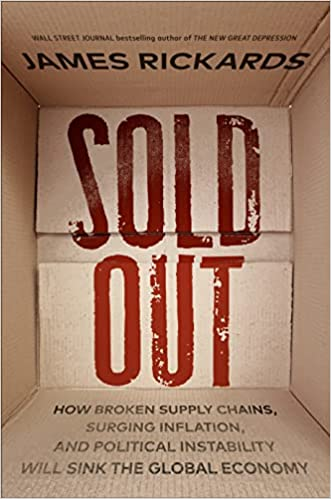 WALL STREET JOURNAL bestselling author of THE NEW GREAT DEPRESSION
JAMES RICKARDS
SOLD
OUT
HOW BROKEN SUPPLY CHAINS,
SURGING INFLATION,
AND POLITICAL INSTABILITY
WILL SINK THE GLOBAL ECONOMY